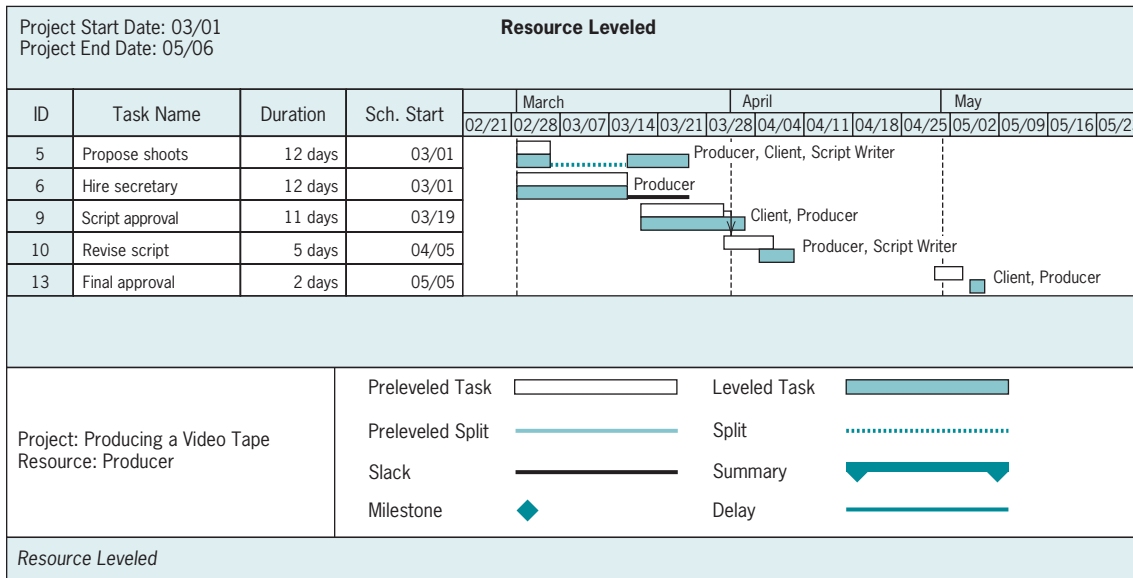 Project Start Date: 03/01
Project End Date: 05/06
Resource Leveled
ID Task Name Duration Sch. Start
March April May
02/21 02/28 03/07 03/14 03/21 03/28 04/04 04/11 04/18 04/25 05/02 05/09 05/16
5 Propose shoots 12 days 03/01 Producer, Client, Script Writer
6 Hire secretary 12 days 03/01 Producer
9 Script approval 11 days 03/19 Client, Producer
10 Revise script 5 days 04/05 Producer, Script Writer
13 Final approval 2 days 05/05 Client, Producer
Project: Producing a Video Tape
Resource: Producer
Preleveled Task Leveled Task
Preleveled Split Split
Slack Summary
Milestone Delay
Resource Leveled